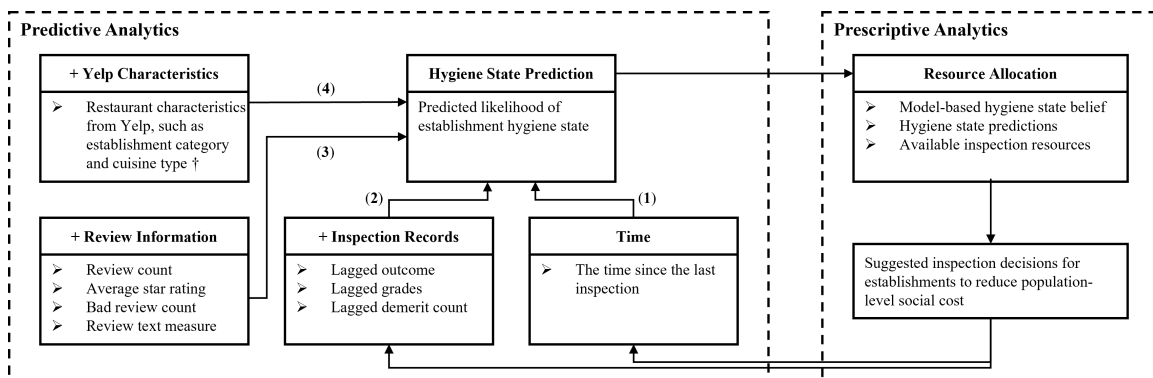 Predictive Analytics
+ Yelp Characteristics
➢ Restaurant characteristics
from Yelp, such as
establishment category
and cuisine type †
(4)
(3)
Hygiene State Prediction
Predicted likelihood of
establishment hygiene state
(2)
(1)
+ Review Information
➢ Review count
➢ Average star rating
➢ Bad review count
➢ Review text measure
+ Inspection Records
➢ Lagged outcome
➢ Lagged grades
➢ Lagged demerit count
Time
➢ The time since the last
inspection
Prescriptive Analytics
Resource Allocation
➢ Model-based hygiene state belief
➢ Hygiene state predictions
➢ Available inspection resources
Suggested inspection decisions for
establishments to reduce population-
level social cost